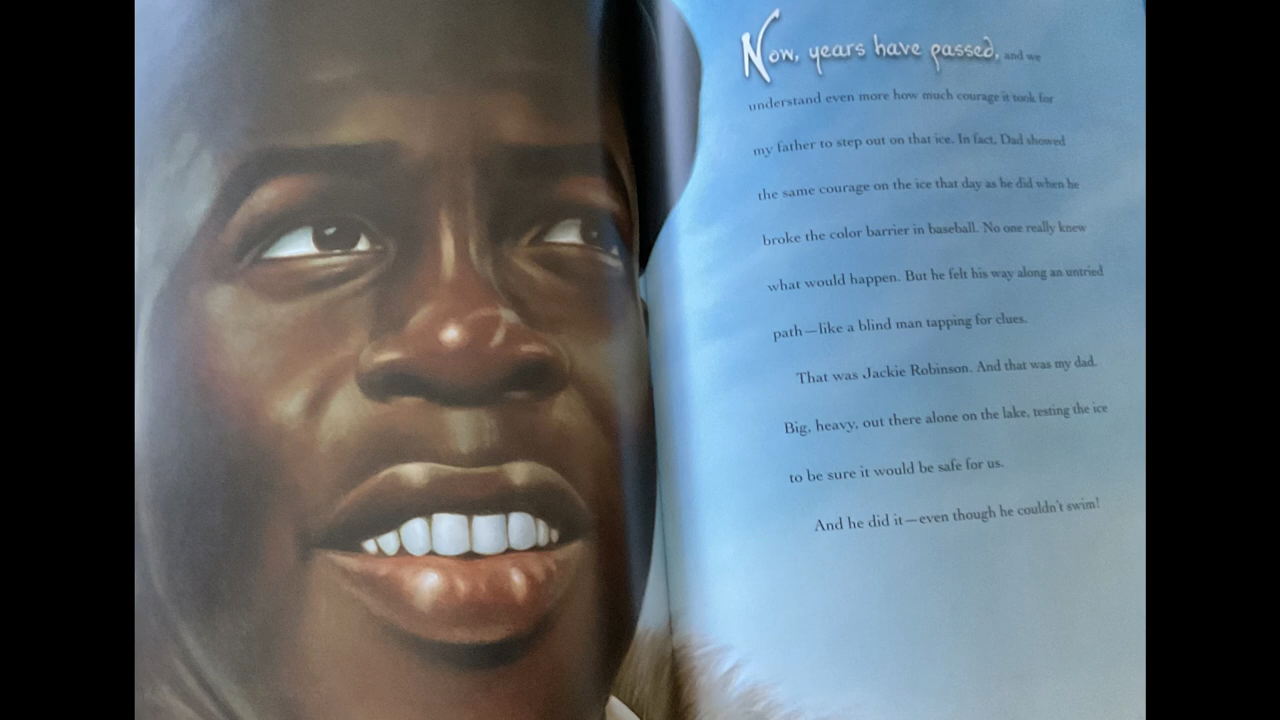 Now, years have passed, and we
understand even more how much courage it took for
my father to step out on that ice. In fact, Dad showed
the same courage on the ice that day as he did when he
broke the color barrier in baseball. No one really knew
what would happen. But he felt his way along an untried
path—like a blind man tapping for clues.
That was Jackie Robinson. And that was my dad.
Big, heavy, out there alone on the lake, testing the ice
to be sure it would be safe for us.
And he did it—even though he couldn't swim!